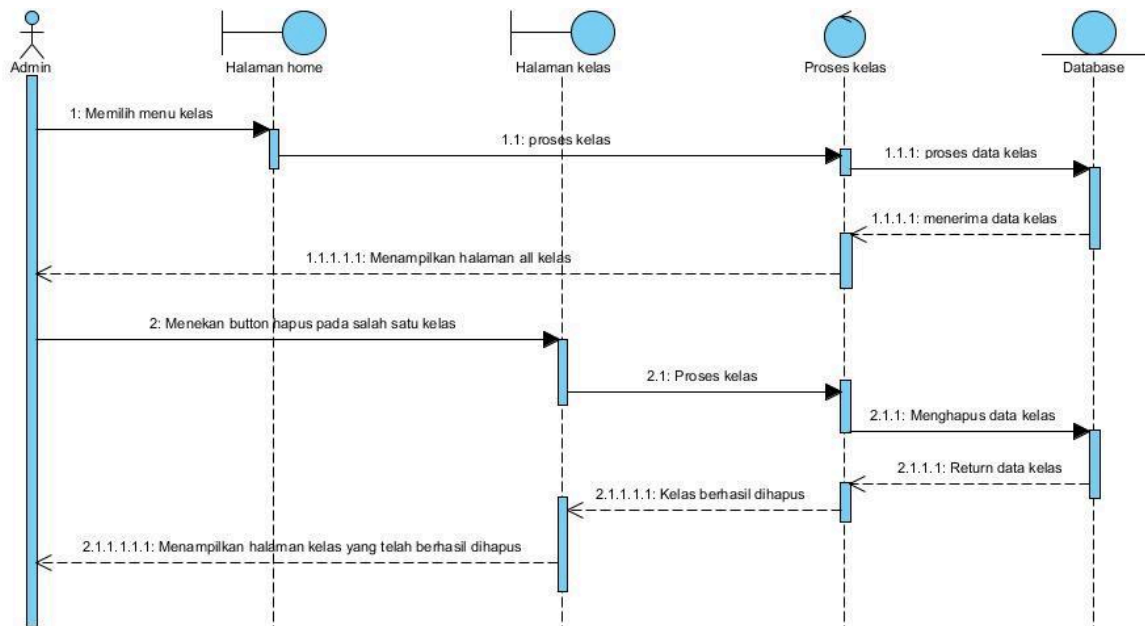 Admin
Halaman home
Halaman kelas
Proses kelas
Database
1: Memilih menu kelas
1.1: proses kelas
1.1.1: proses data kelas
1.1.1.1: menerima data kelas
1.1.1.1.1: Menampilkan halaman all kelas
2: Menekan button hapus pada salah satu kelas
2.1: Proses kelas
2.1.1: Menghapus data kelas
2.1.1.1: Return data kelas
2.1.1.1.1: Kelas berhasil dihapus
2.1.1.1.1.1: Menampilkan halaman kelas yang telah berhasil dihapus